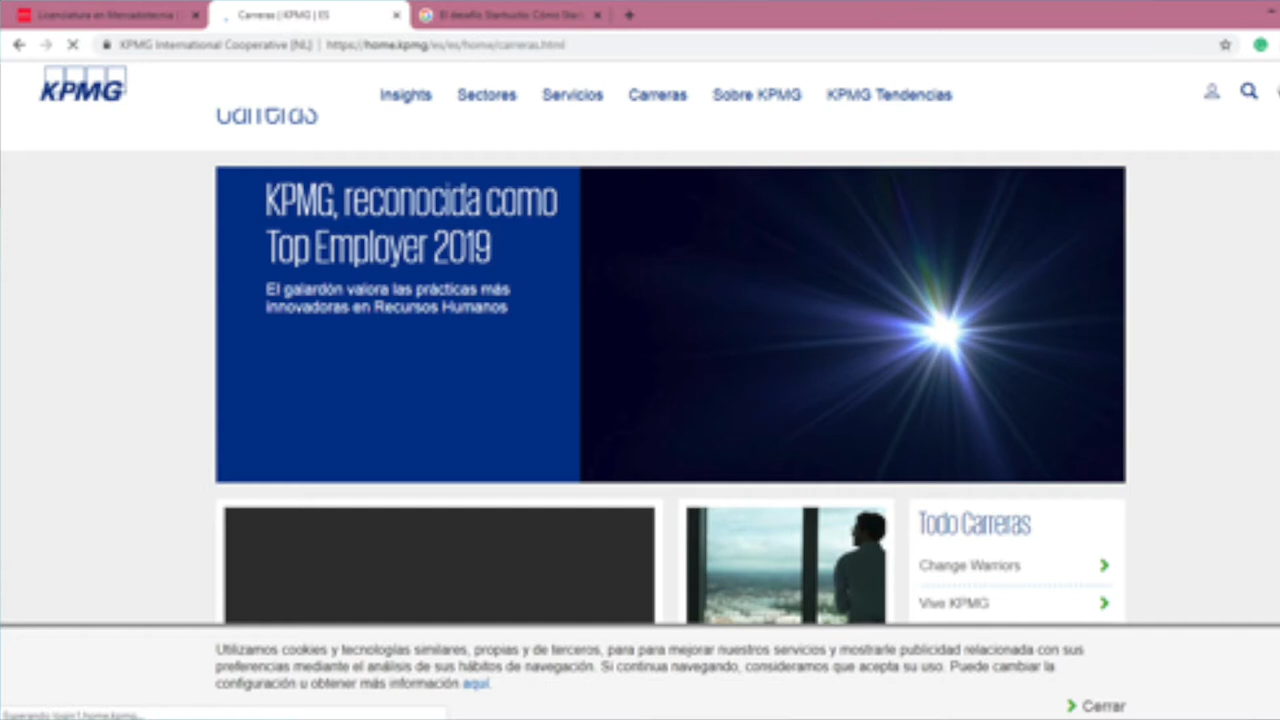 Licenciatura en Mercadotecnia |
Carreras | KPMG | ES
El desafío Starbucks: Cómo Star
KPMG International Cooperative [NL] | https://home.kpmg/es/es/home/carreras.html
KPMG
Insights Sectores Servicios Carreras Sobre KPMG KPMG Tendencias
Carreras
KPMG, reconocida como
Top Employer 2019
El galardón valora las prácticas más
innovadoras en Recursos Humanos
Todo Carreras
Change Warriors
Vive KPMG
Utilizamos cookies y tecnologías similares, propias y de terceros, para para mejorar nuestros servicios y mostrarle publicidad relacionada con sus
preferencias mediante el análisis de sus hábitos de navegación. Si continua navegando, consideramos que acepta su uso. Puede cambiar la
configuración u obtener más información aquí.
Cerrar
Esperando login1.home.kpmg...